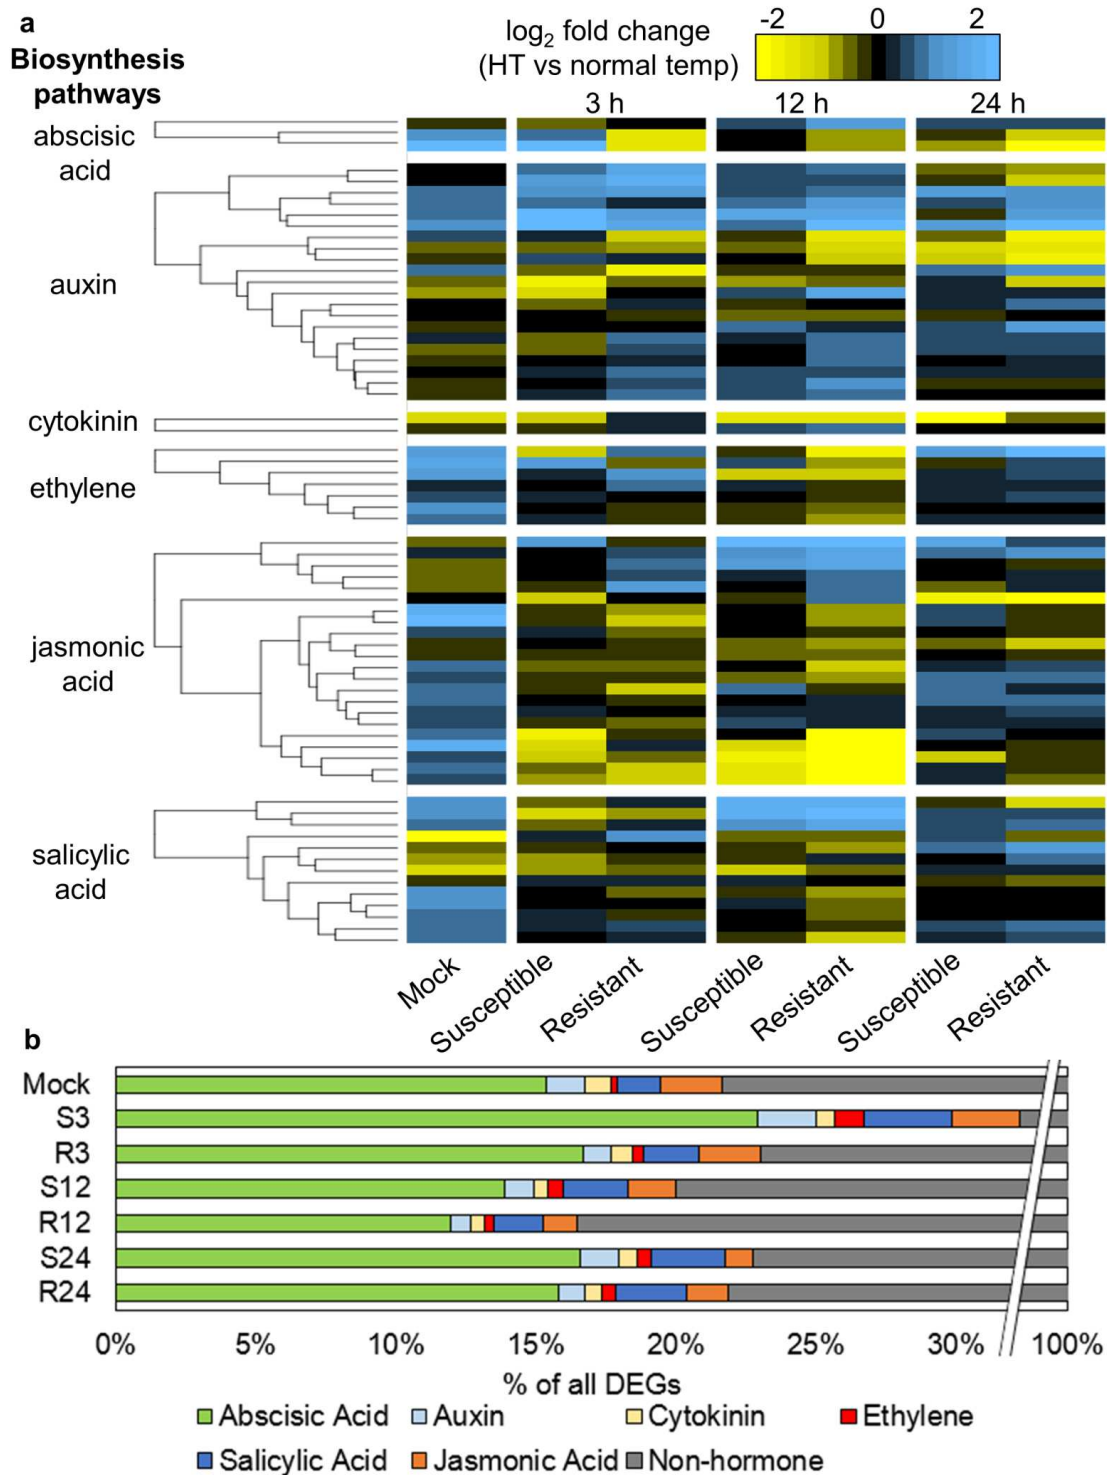 a
Biosynthesis
pathways
log2 fold change
(HT vs normal temp)
-2 0 2
3 h 12 h 24 h
abscisic
acid
auxin
cytokinin
ethylene
jasmonic
acid
salicylic
acid
Mock Susceptible Resistant Susceptible Resistant Susceptible Resistant
b
Mock
S3
R3
S12
R12
S24
R24
0% 5% 10% 15% 20% 25% 30% 100%
% of all DEGs
Abscisic Acid Auxin Cytokinin Ethylene
Salicylic Acid Jasmonic Acid Non-hormone